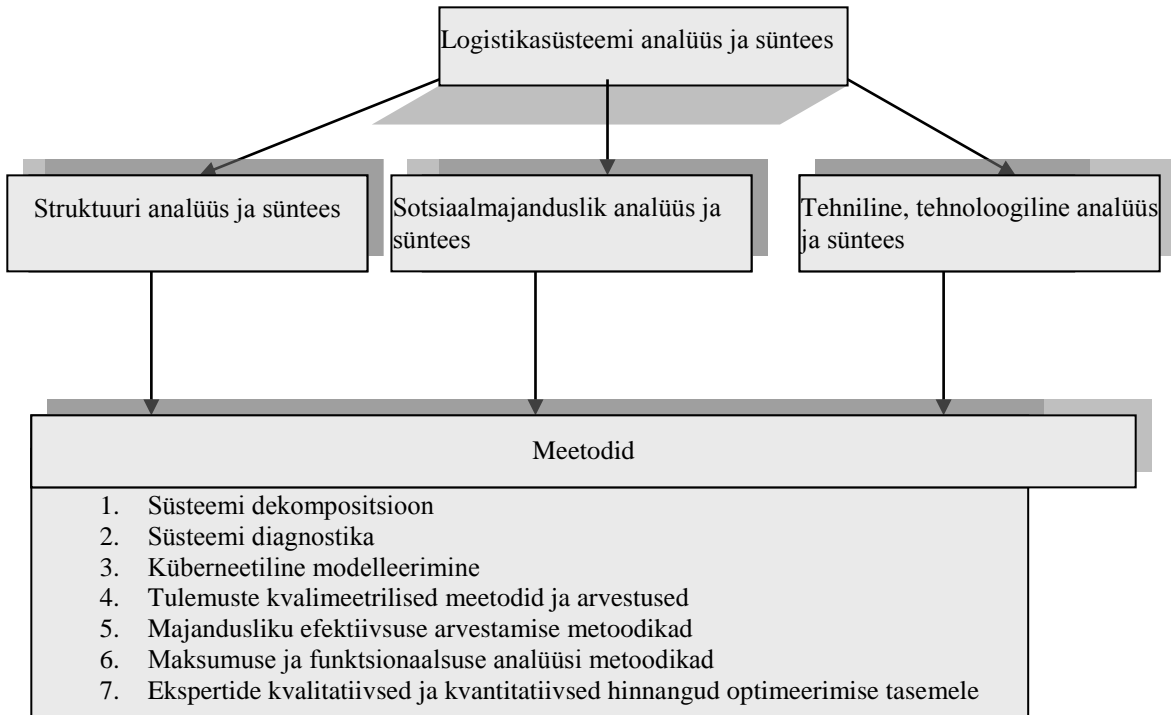 Logistikasüsteemi analüüs ja süntees
Struktuuri analüüs ja süntees
Sotsiaalmajanduslik analüüs ja
süntees
Tehniline, tehnoloogiline analüüs
ja süntees
Meetodid
1. Süsteemi dekompositsioon
2. Süsteemi diagnostika
3. Küberneetiline modelleerimine
4. Tulemuste kvalimeetrilised meetodid ja arvestused
5. Majandusliku efektiivsuse arvestamise metoodikad
6. Maksumuse ja funktsionaalsuse analüüsi metoodikad
7. Ekspertide kvalitatiivsed ja kvantitatiivsed hinnangud optimeerimise tasemele